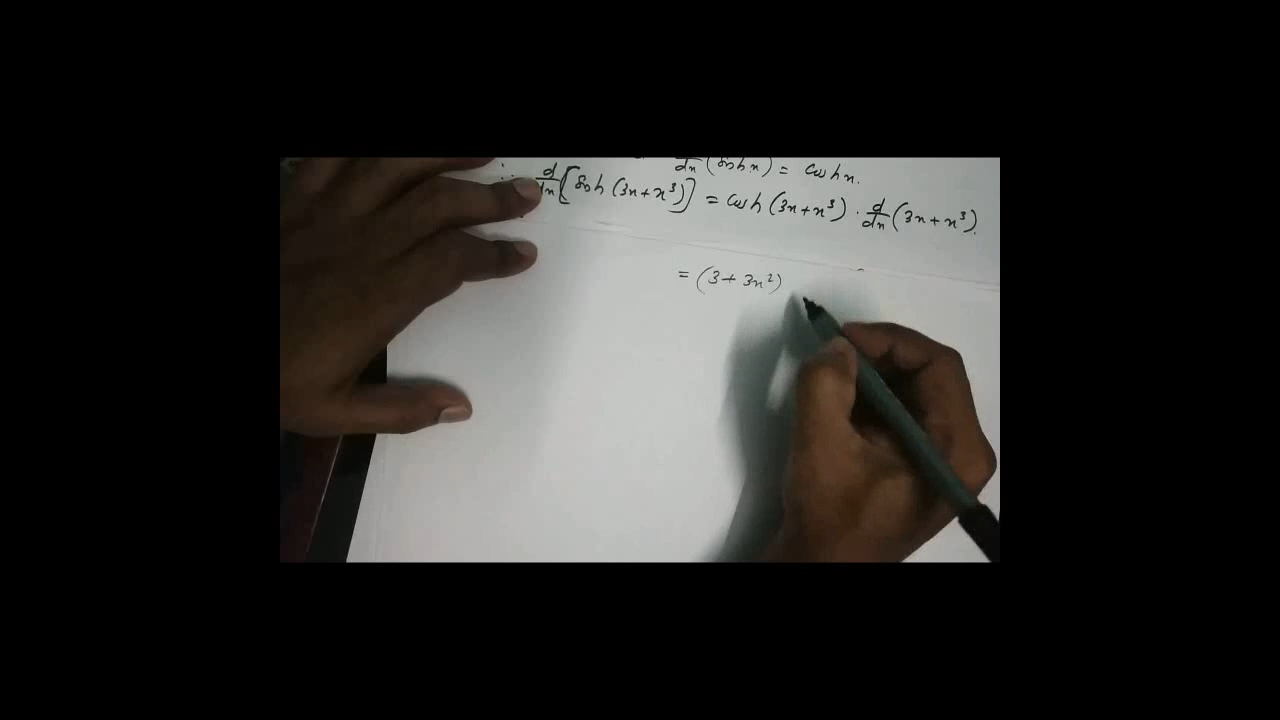 d/dx (sinh x) = cosh x.
∴ d/dx [sinh (3x + x³)] = cosh (3x + x³) · d/dx (3x + x³).
= (3 + 3x²)